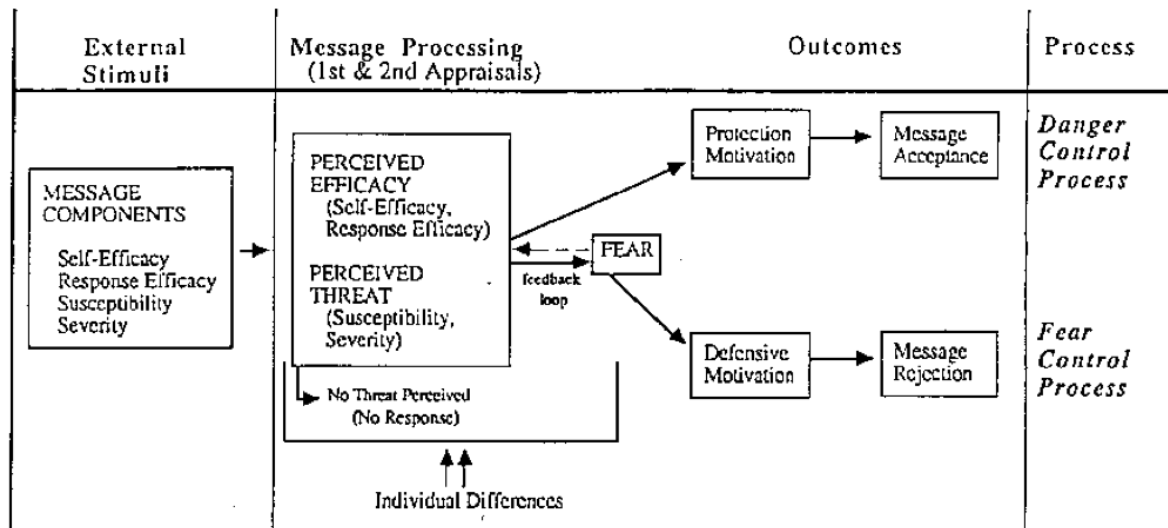 External
Stimuli
Message Processing
(1st & 2nd Appraisals)
Outcomes
Process
MESSAGE
COMPONENTS
Self-Efficacy
Response Efficacy
Susceptibility
Severity
PERCEIVED
EFFICACY
(Self-Efficacy,
Response Efficacy)
PERCEIVED
THREAT
(Susceptibility,
Severity)
No Threat Perceived
(No Response)
Individual Differences
feedback
loop
FEAR
Protection
Motivation
Message
Acceptance
Danger
Control
Process
Defensive
Motivation
Message
Rejection
Fear
Control
Process